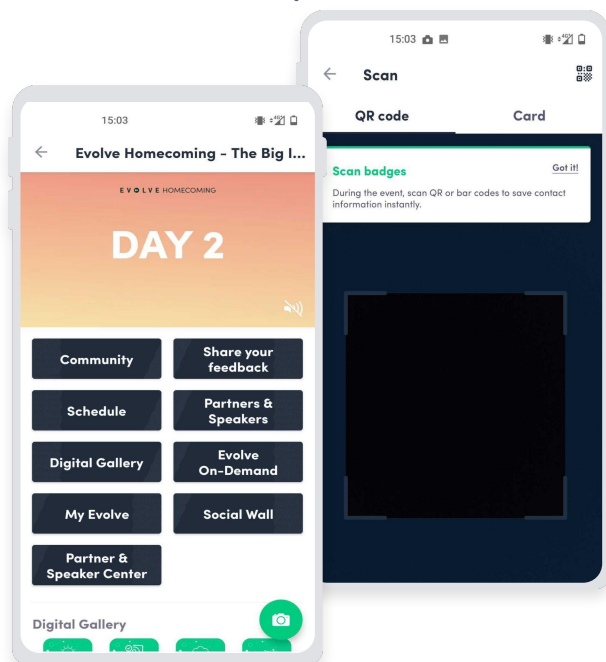 15:03
Evolve Homecoming - The Big I...
EVOLVE HOMECOMING
DAY 2
Community
Share your
feedback
Schedule
Partners &
Speakers
Digital Gallery
Evolve
On-Demand
My Evolve
Social Wall
Partner &
Speaker Center
Digital Gallery
15:03
Scan
QR code
Card
Scan badges
Got it!
During the event, scan QR or bar codes to save contact
information instantly.